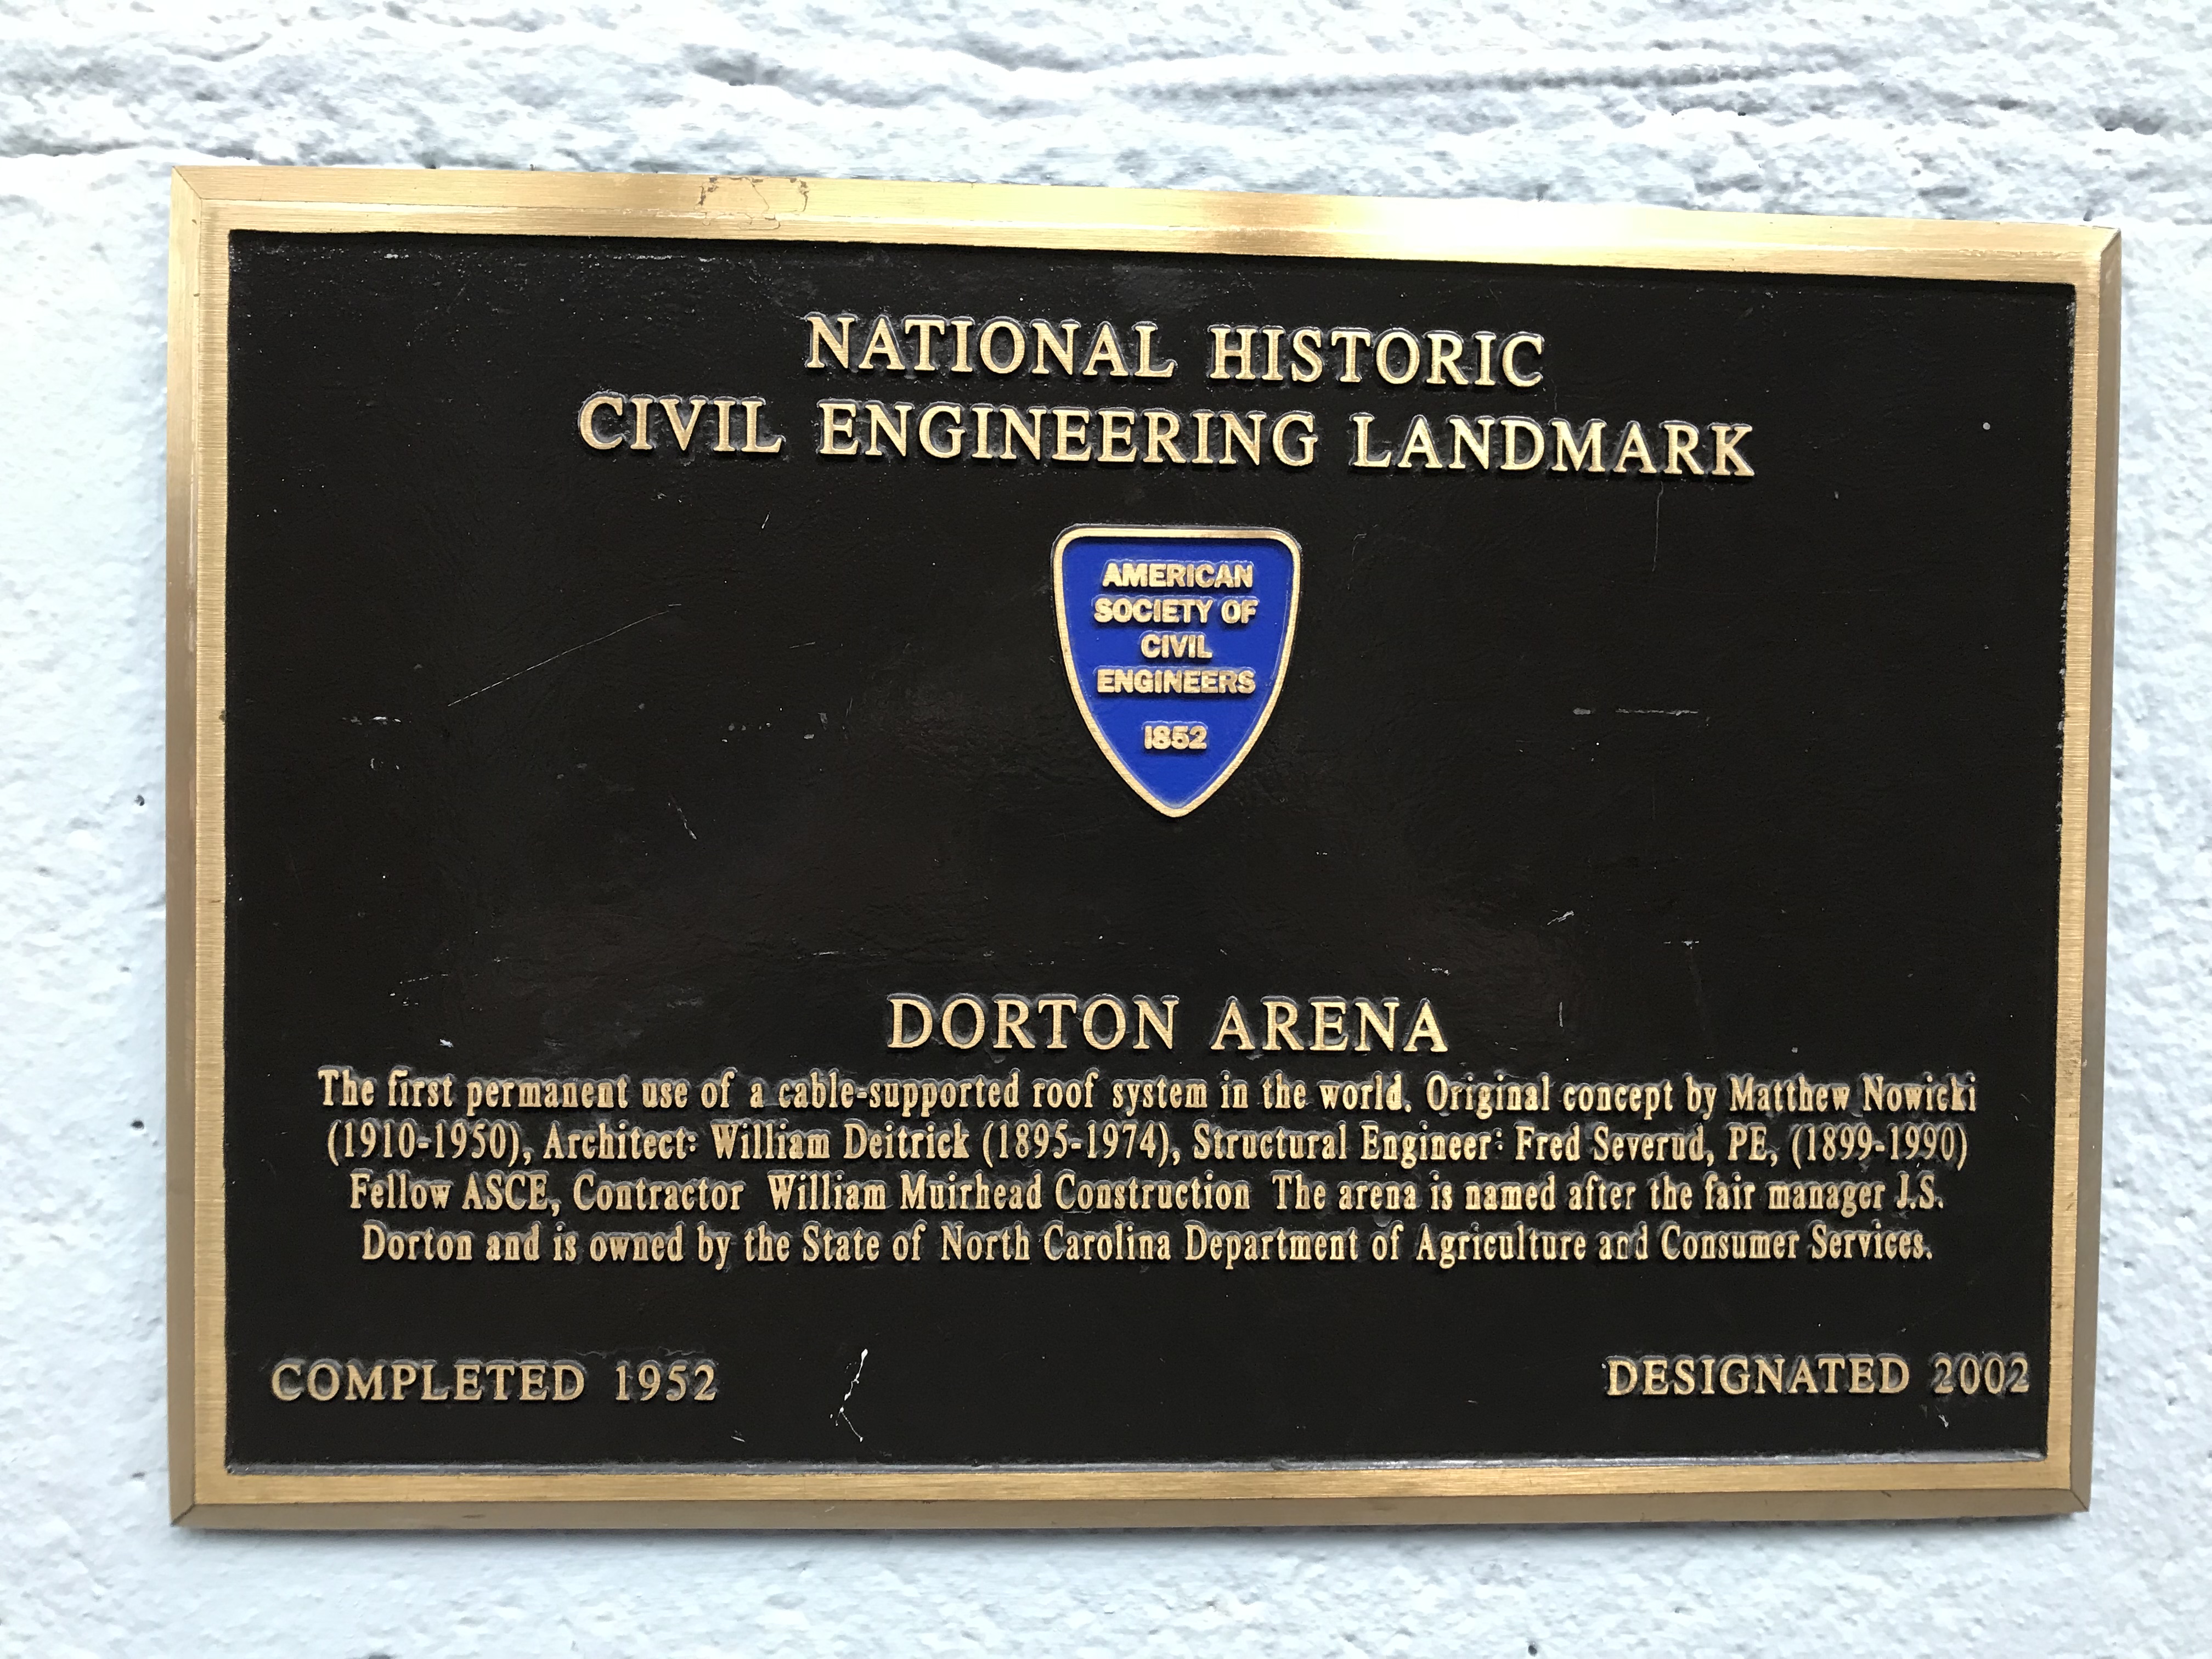 NATIONAL HISTORIC
CIVIL ENGINEERING LANDMARK
AMERICAN
SOCIETY OF
CIVIL
ENGINEERS
1852
DORTON ARENA
The first permanent use of a cable-supported roof system in the world. Original concept by Matthew Nowicki
(1910-1950), Architect: William Deitrick (1895-1974), Structural Engineer: Fred Severud, PE, (1899-1990)
Fellow ASCE, Contractor William Muirhead Construction The arena is named after the fair manager J.S.
Dorton and is owned by the State of North Carolina Department of Agriculture and Consumer Services.
COMPLETED 1952
DESIGNATED 2002